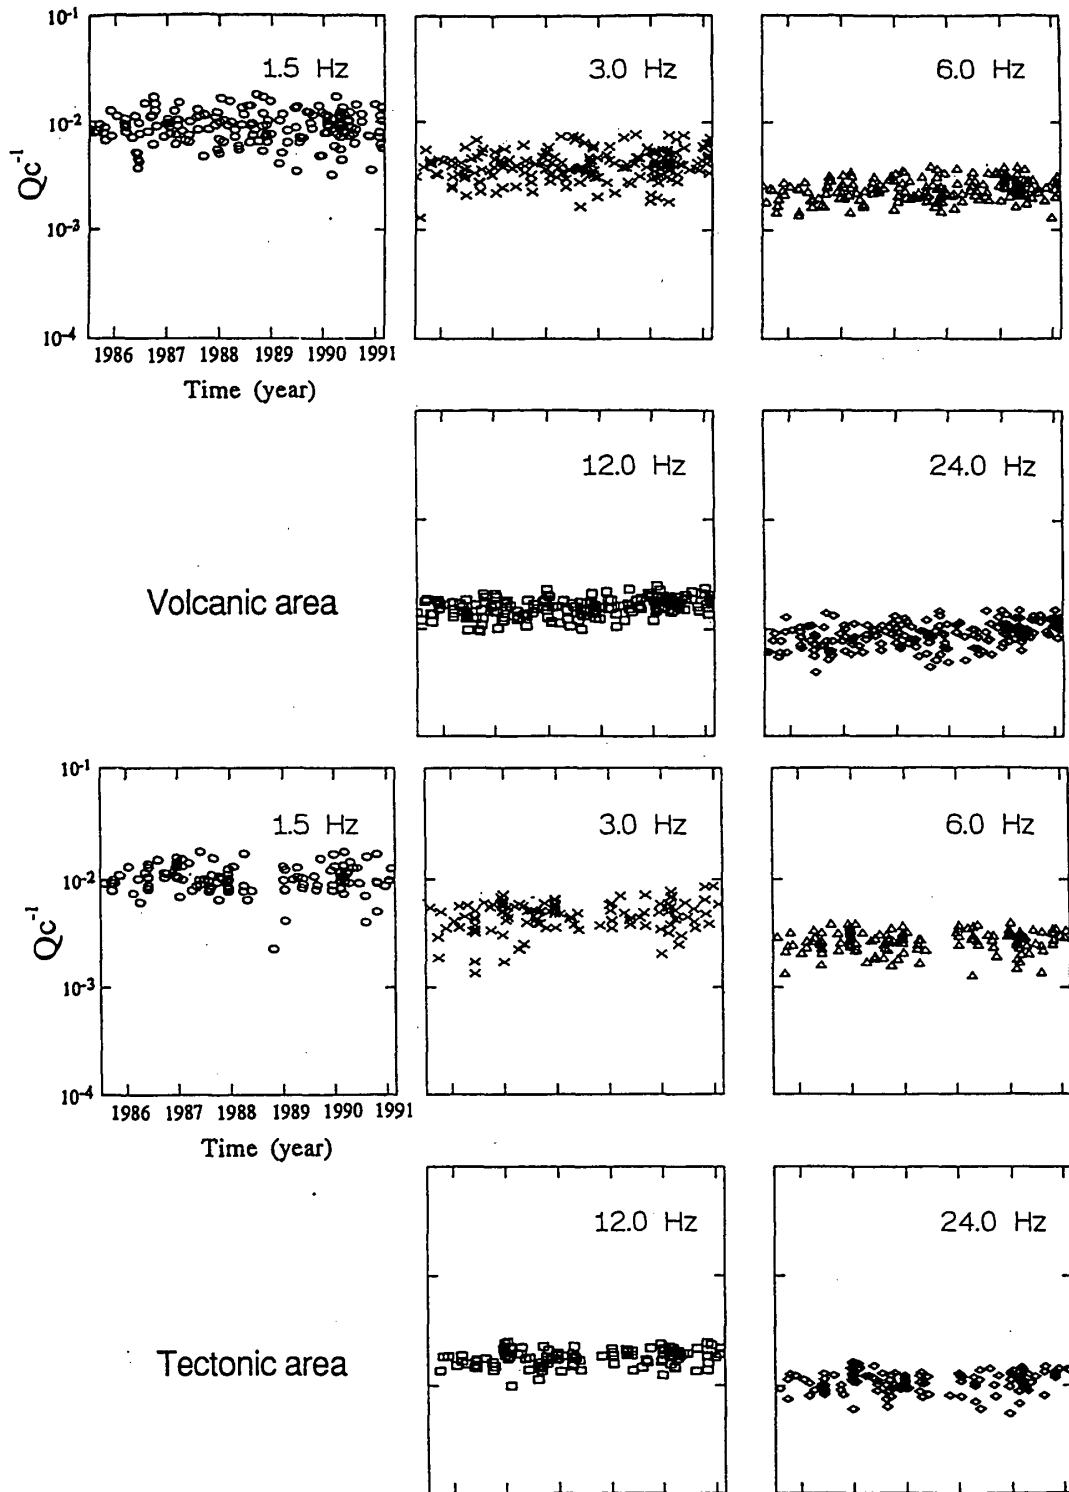 10⁻¹
10⁻²
10⁻³
10⁻⁴
Qc⁻¹
1.5 Hz
1986 1987 1988 1989 1990 1991
Time (year)
3.0 Hz
6.0 Hz
12.0 Hz
24.0 Hz
Volcanic area
10⁻¹
10⁻²
10⁻³
10⁻⁴
Qc⁻¹
1.5 Hz
1986 1987 1988 1989 1990 1991
Time (year)
3.0 Hz
6.0 Hz
12.0 Hz
24.0 Hz
Tectonic area